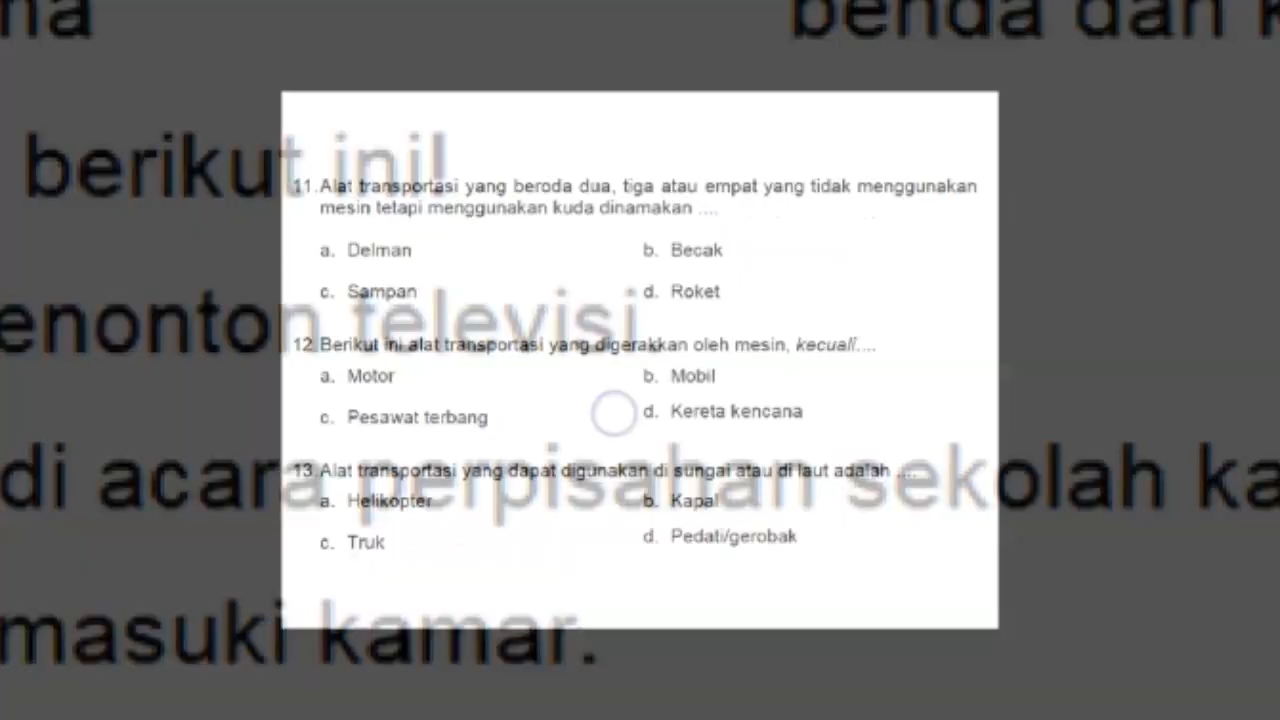 na benda dan k
berikut ini!
11. Alat transportasi yang beroda dua, tiga atau empat yang tidak menggunakan
mesin tetapi menggunakan kuda dinamakan ....
a. Delman b. Becak
c. Sampan d. Roket
enonton televisi
12 Berikut ini alat transportasi yang digerakkan oleh mesin, kecuali....
a. Motor b. Mobil
c. Pesawat terbang d. Kereta kencana
13. Alat transportasi yang dapat digunakan di sungai atau di laut adalah ....
di acara perpisahan sekolah ka
a. Helikopter b. Kapal
c. Truk d. Pedati/gerobak
masuki kamar.